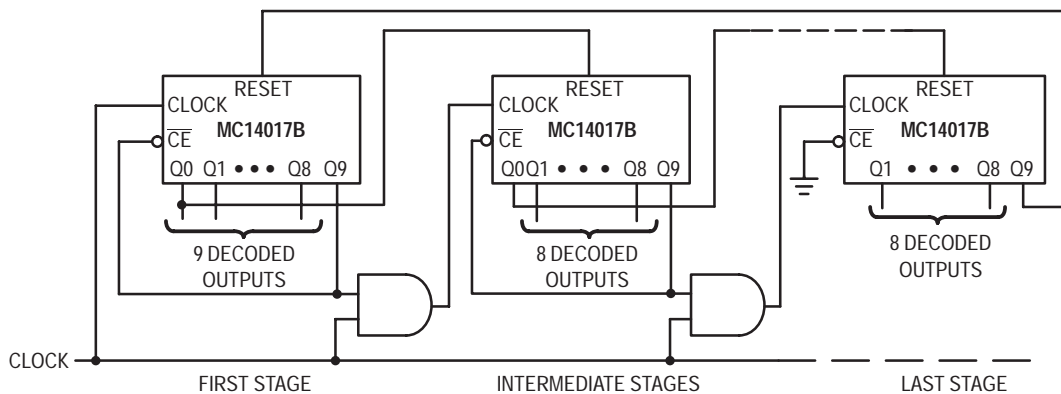 RESET
CLOCK
MC14017B
CE
Q0 Q1 • • • Q8 Q9
9 DECODED
OUTPUTS
RESET
CLOCK
MC14017B
CE
Q0 Q1 • • • Q8 Q9
8 DECODED
OUTPUTS
RESET
CLOCK
MC14017B
CE
Q1 • • • Q8 Q9
8 DECODED
OUTPUTS
CLOCK
FIRST STAGE
INTERMEDIATE STAGES
LAST STAGE